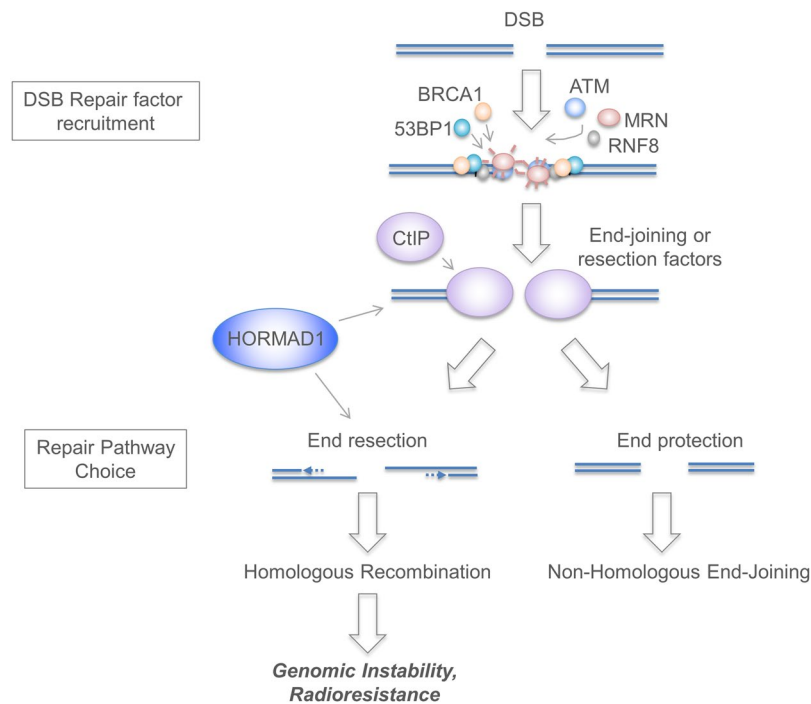 DSB
DSB Repair factor
recruitment
BRCA1
ATM
53BP1
MRN
RNF8
CtIP
End-joining or
resection factors
HORMAD1
Repair Pathway
Choice
End resection
End protection
Homologous Recombination
Non-Homologous End-Joining
Genomic Instability,
Radioresistance